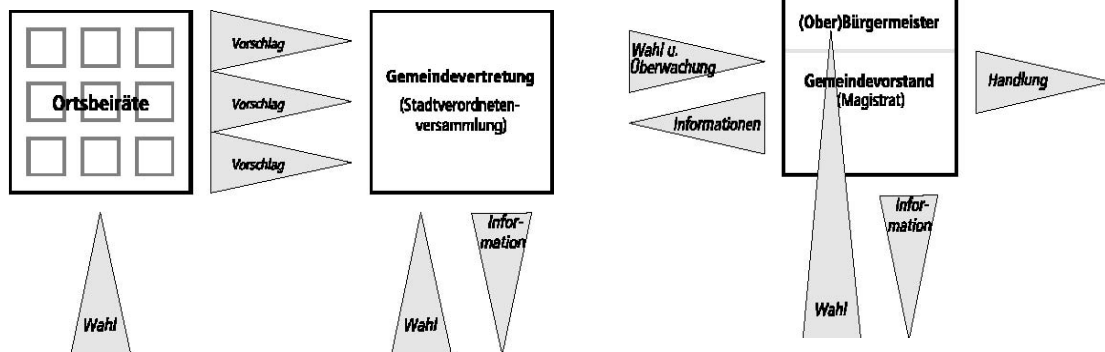 Ortsbeiräte
Vorschlag
Vorschlag
Vorschlag
Wahl
Gemeindevertretung
(Stadtverordneten-
versammlung)
Wahl
Infor-
mation
Wahl u.
Überwachung
Informationen
(Ober)Bürgermeister
Gemeindevorstand
(Magistrat)
Handlung
Wahl
Infor-
mation